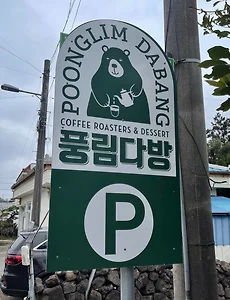 POONGLIM DABANG
COFFEE ROASTERS & DESSERT
풍림다방
P